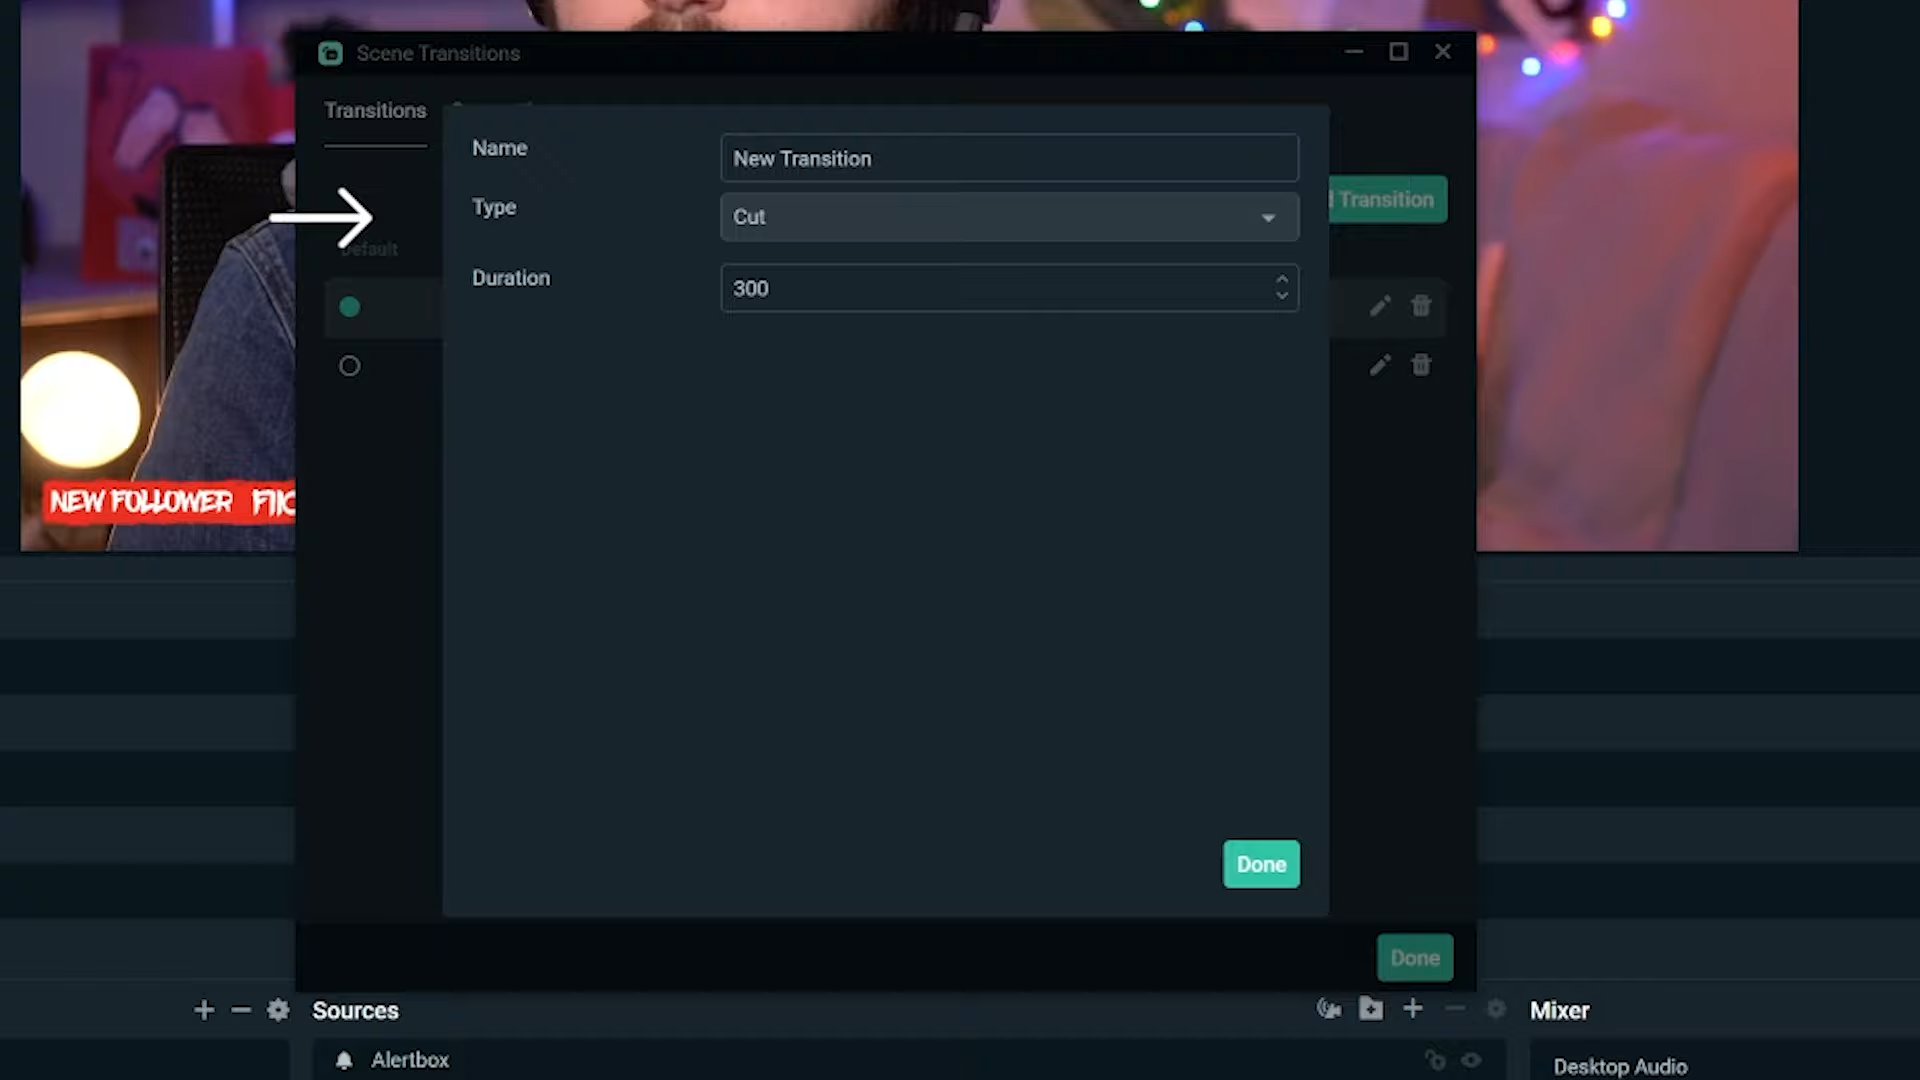 Scene Transitions
Transitions
Name
New Transition
Transition
Type
Cut
Default
Duration
300
NEW FOLLOWER
Done
Done
Sources
Mixer
Alertbox
Desktop Audio